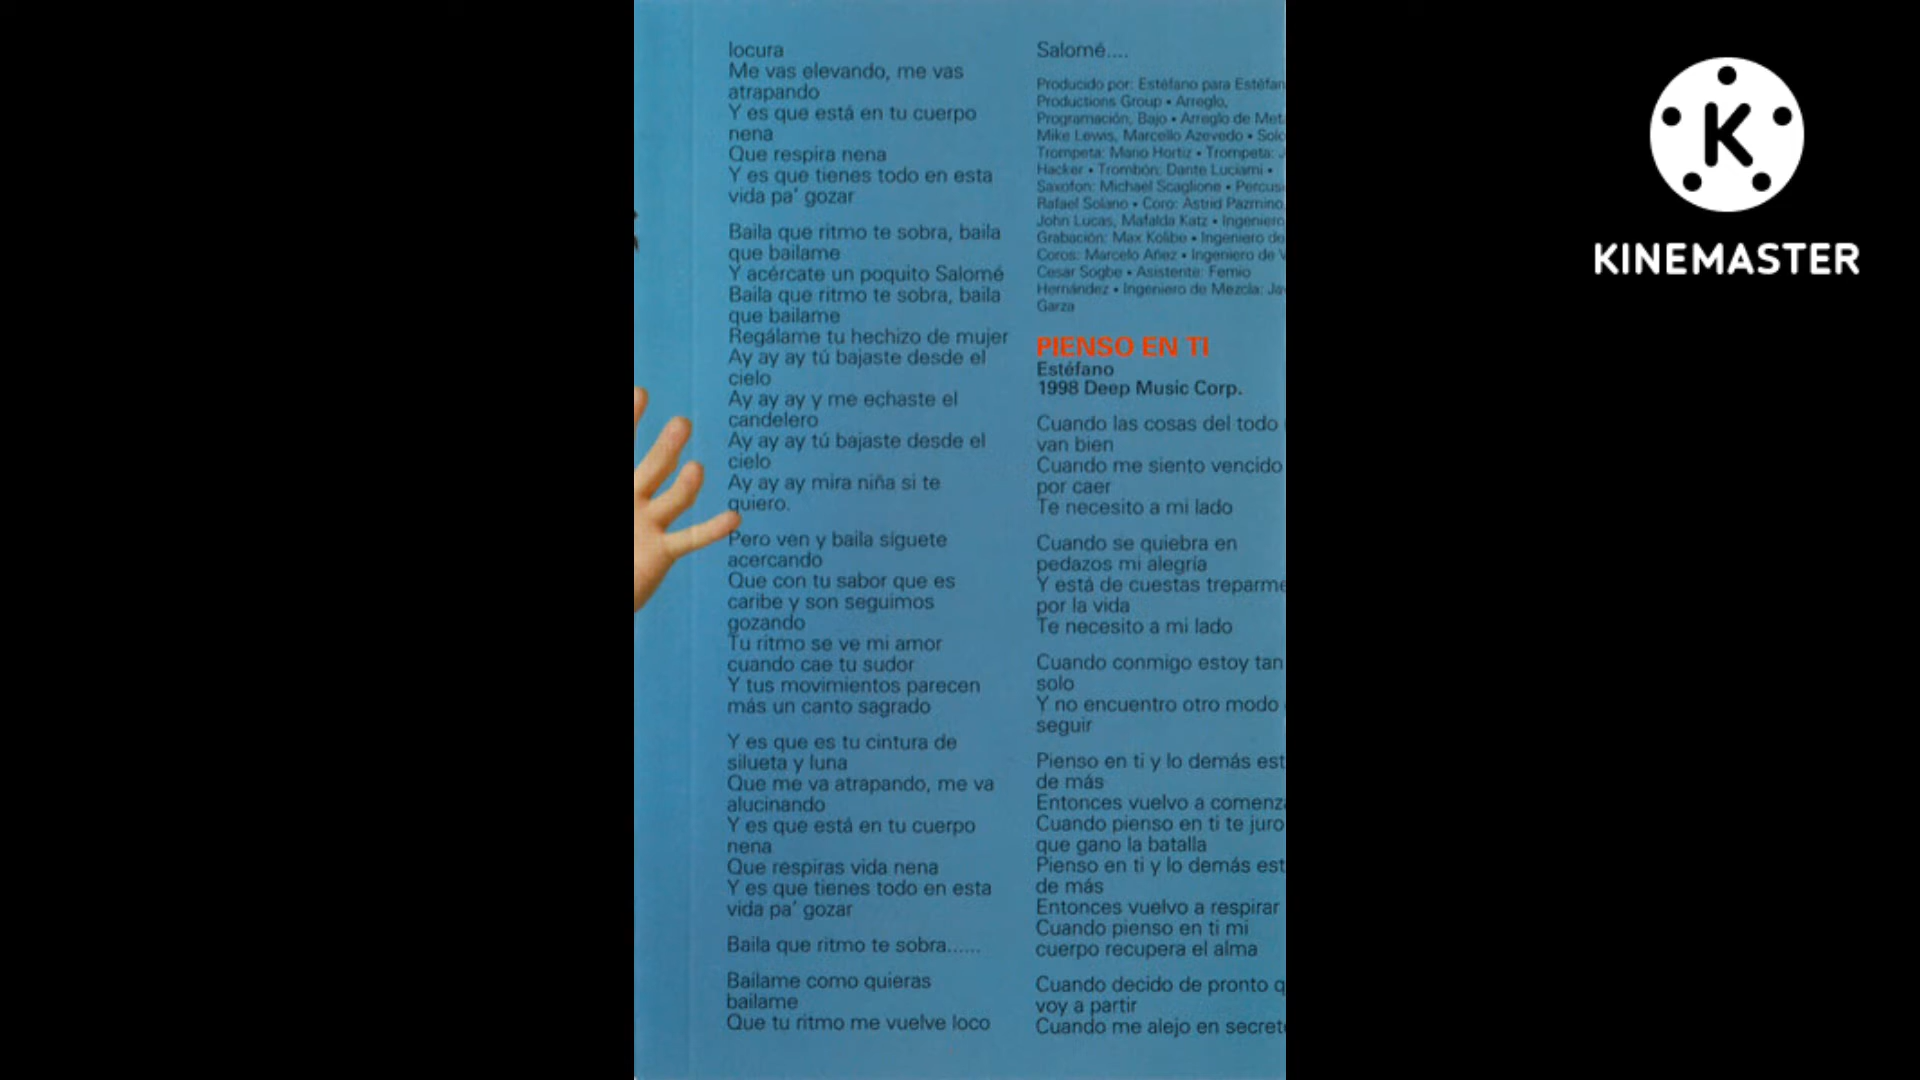 locura
Me vas elevando, me vas
atrapando
Y es que está en tu cuerpo
nena
Que respira nena
Y es que tienes todo en esta
vida pa' gozar
Baila que ritmo te sobra, baila
que bailame
Y acércate un poquito Salomé
Baila que ritmo te sobra, baila
que bailame
Regálame tu hechizo de mujer
Ay ay ay tú bajaste desde el
cielo
Ay ay ay y me echaste el
candelero
Ay ay ay tú bajaste desde el
cielo
Ay ay ay mira niña si te
quiero.
Pero ven y baila síguete
acercando
Que con tu sabor que es
caribe y son seguimos
gozando
Tu ritmo se ve mi amor
cuando cae tu sudor
Y tus movimientos parecen
más un canto sagrado
Y es que es tu cintura de
silueta y luna
Que me va atrapando, me va
alucinando
Y es que está en tu cuerpo
nena
Que respiras vida nena
Y es que tienes todo en esta
vida pa' gozar
Baila que ritmo te sobra......
Bailame como quieras
bailame
Que tu ritmo me vuelve loco
Salomé....
Producido por: Estéfano para Estéfan
Productions Group • Arreglo,
Programación, Bajo • Arreglo de Met
Mike Lewis, Marcello Azevedo • Solo
Trompeta: Mario Hortiz • Trompeta:
Hacker • Trombón: Dante Luciami •
Saxofon: Michael Scaglione • Percus
Rafael Solano • Coro: Astrid Pazmino
John Lucas, Mafalda Katz • Ingeniero
Grabación: Max Kolibe • Ingeniero de
Coros: Marcelo Añez • Ingeniero de V
Cesar Sogbe • Asistente: Femio
Hernández • Ingeniero de Mezcla: Ja
Garza
PIENSO EN TI
Estéfano
1998 Deep Music Corp.
Cuando las cosas del todo
van bien
Cuando me siento vencido
por caer
Te necesito a mi lado
Cuando se quiebra en
pedazos mi alegría
Y está de cuestas treparme
por la vida
Te necesito a mi lado
Cuando conmigo estoy tan
solo
Y no encuentro otro modo
seguir
Pienso en ti y lo demás est
de más
Entonces vuelvo a comenz
Cuando pienso en ti te juro
que gano la batalla
Pienso en ti y lo demás est
de más
Entonces vuelvo a respirar
Cuando pienso en ti mi
cuerpo recupera el alma
Cuando decido de pronto q
voy a partir
Cuando me alejo en secret
K
KINEMASTER